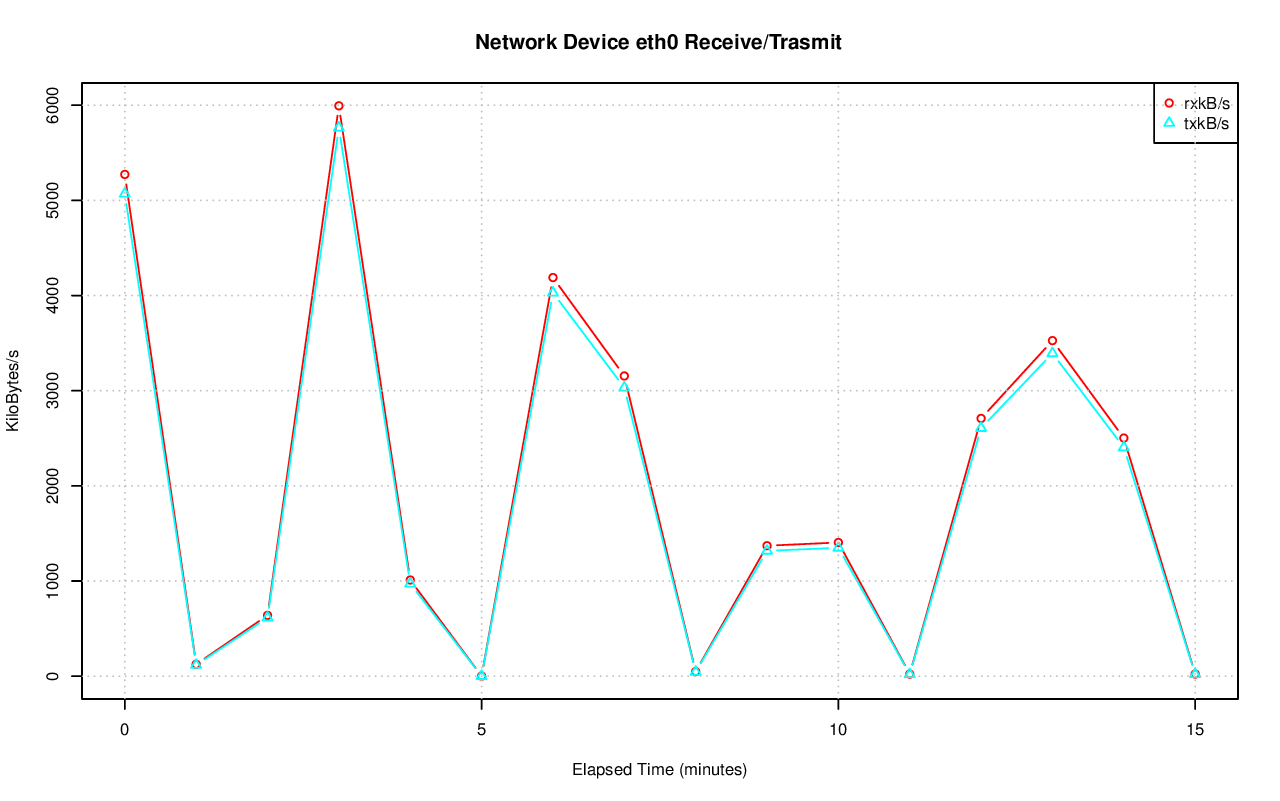 Network Device eth0 Receive/Trasmit
rxkB/s
txkB/s
KiloBytes/s
6000
5000
4000
3000
2000
1000
0
0 5 10 15
Elapsed Time (minutes)